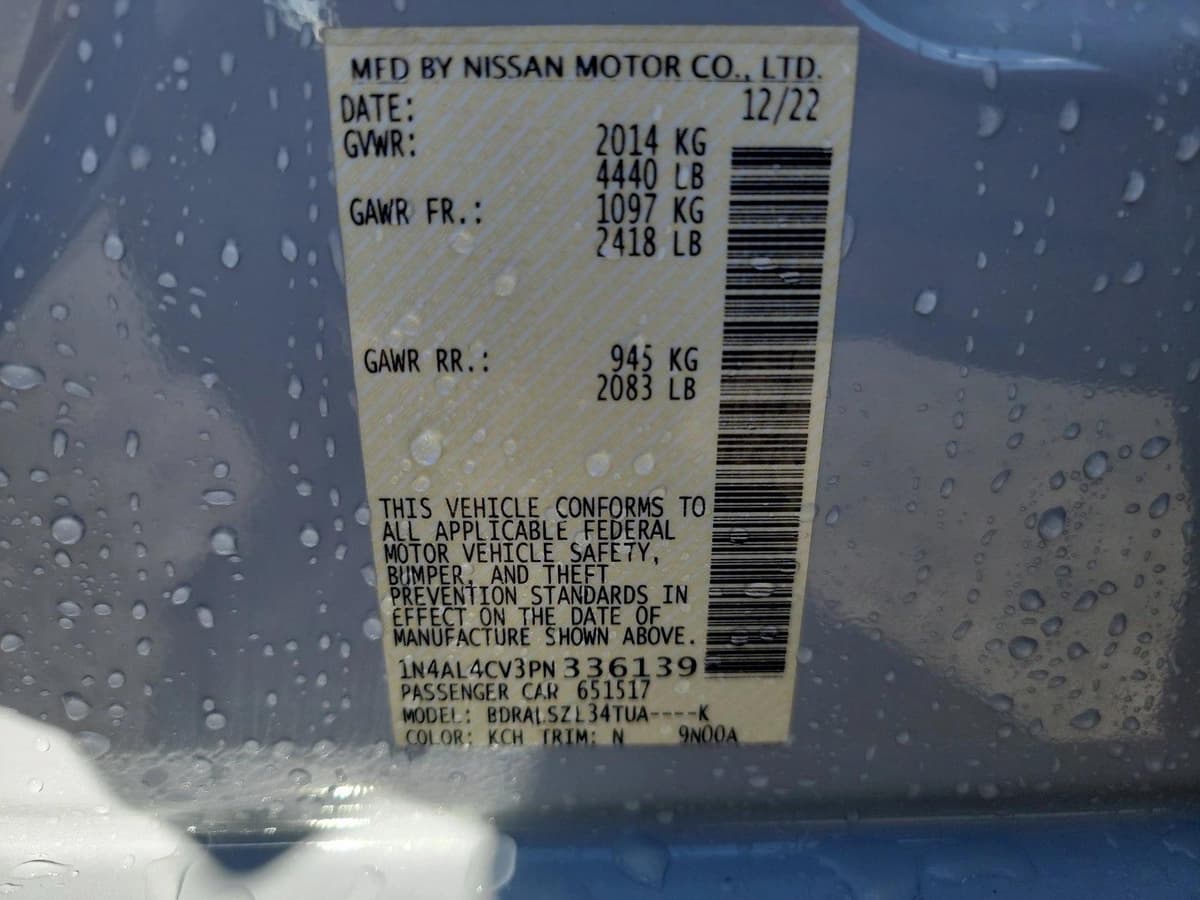 MFD BY NISSAN MOTOR CO., LTD.
DATE: 12/22
GVWR: 2014 KG
4440 LB
GAWR FR.: 1097 KG
2418 LB
GAWR RR.: 945 KG
2083 LB
THIS VEHICLE CONFORMS TO
ALL APPLICABLE FEDERAL
MOTOR VEHICLE SAFETY,
BUMPER, AND THEFT
PREVENTION STANDARDS IN
EFFECT ON THE DATE OF
MANUFACTURE SHOWN ABOVE.
1N4AL4CV3PN336139
PASSENGER CAR 651517
MODEL: BDRALSZL34TUA----K
COLOR: KCH TRIM: N 9N00A